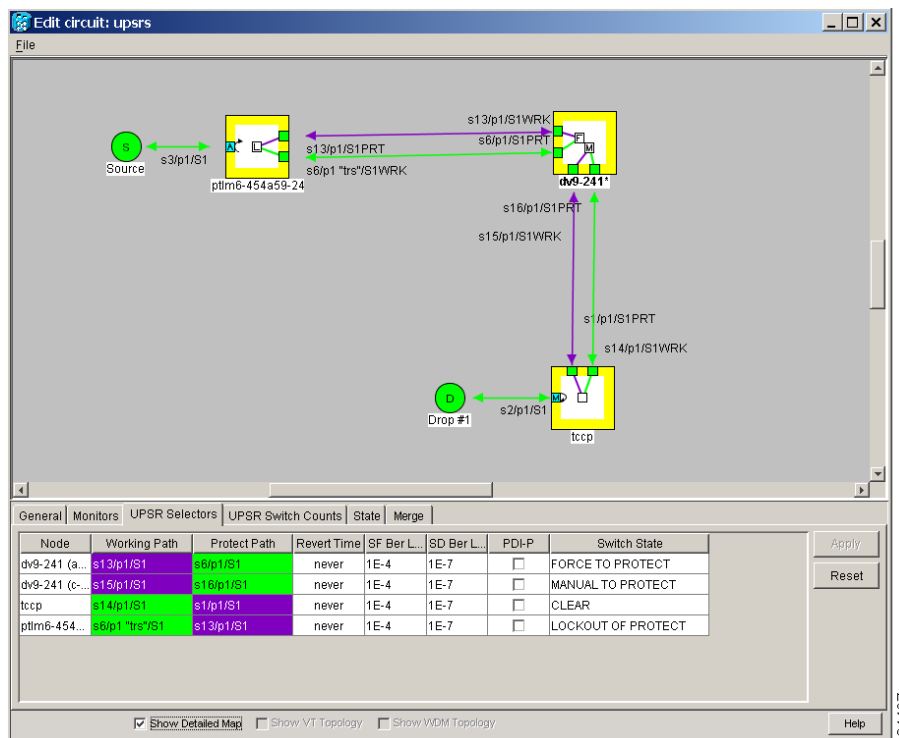 Edit circuit: upsrs
File
s13/p1/S1WRK
s6/p1/S1PRT
S
s3/p1/S1
A
L
s13/p1/S1PRT
F
M
Source
s6/p1 "trs"/S1WRK
ptlm6-454a59-24
dv9-241*
s16/p1/S1PRT
s15/p1/S1WRK
s1/p1/S1PRT
s14/p1/S1WRK
D
s2/p1/S1
M
Drop #1
tccp
General Monitors UPSR Selectors UPSR Switch Counts State Merge
Node Working Path Protect Path Revert Time SF Ber L... SD Ber L... PDI-P Switch State
dv9-241 (a... s13/p1/S1 s6/p1/S1 never 1E-4 1E-7 FORCE TO PROTECT
dv9-241 (c-... s15/p1/S1 s16/p1/S1 never 1E-4 1E-7 MANUAL TO PROTECT
tccp s14/p1/S1 s1/p1/S1 never 1E-4 1E-7 CLEAR
ptlm6-454... s6/p1 "trs"/S1 s13/p1/S1 never 1E-4 1E-7 LOCKOUT OF PROTECT
Apply
Reset
Show Detailed Map Show VT Topology Show WDM Topology
Help